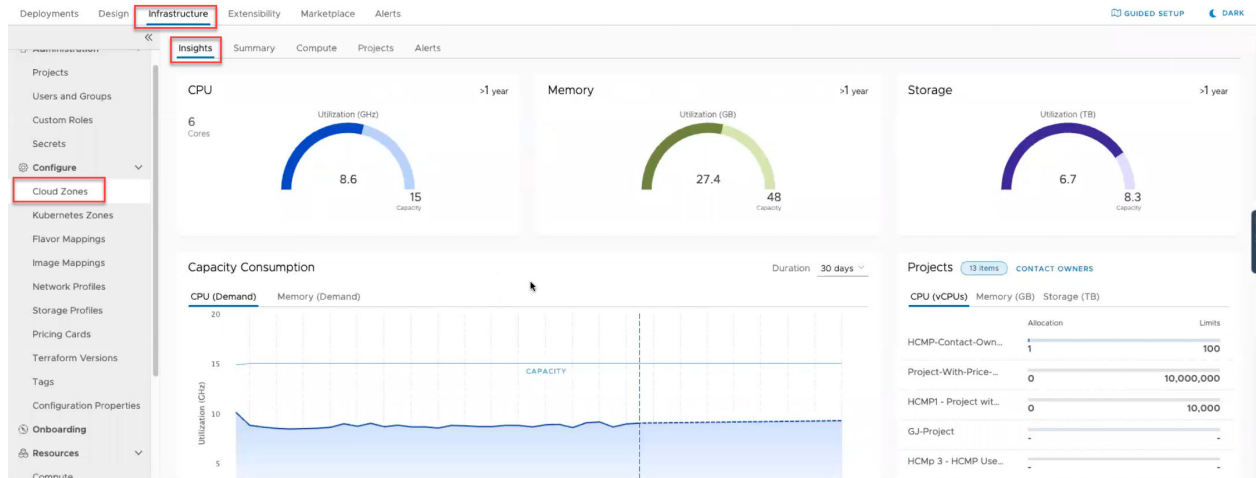 Deployments Design Infrastructure Extensibility Marketplace Alerts GUIDED SETUP DARK
Administration
Projects
Users and Groups
Custom Roles
Secrets
Configure
Cloud Zones
Kubernetes Zones
Flavor Mappings
Image Mappings
Network Profiles
Storage Profiles
Pricing Cards
Terraform Versions
Tags
Configuration Properties
Onboarding
Resources
Compute
Insights Summary Compute Projects Alerts
CPU >1 year
6
Cores
Utilization (GHz)
8.6
15
Capacity
Memory >1 year
Utilization (GB)
27.4
48
Capacity
Storage >1 year
Utilization (TB)
6.7
8.3
Capacity
Capacity Consumption Duration 30 days
CPU (Demand) Memory (Demand)
20
15
10
5
Utilization (GHz)
CAPACITY
Projects 13 items CONTACT OWNERS
CPU (vCPUs) Memory (GB) Storage (TB)
Allocation Limits
HCMP-Contact-Own... 1 100
Project-With-Price-... 0 10,000,000
HCMP1 - Project wit... 0 10,000
GJ-Project - -
HCMp 3 - HCMP Use... - -